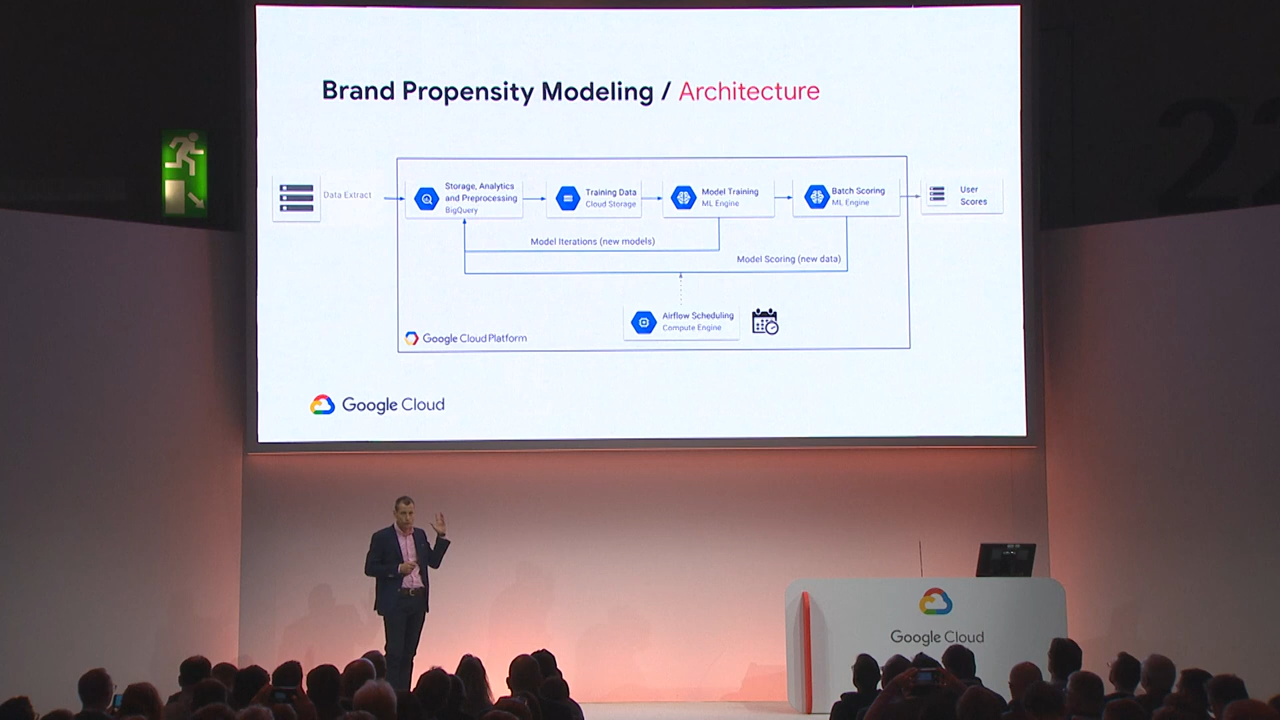 Brand Propensity Modeling / Architecture
Data Extract
Storage, Analytics
and Preprocessing
BigQuery
Training Data
Cloud Storage
Model Training
ML Engine
Batch Scoring
ML Engine
User
Scores
Model Iterations (new models)
Model Scoring (new data)
Airflow Scheduling
Compute Engine
Google Cloud Platform
Google Cloud
Google Cloud